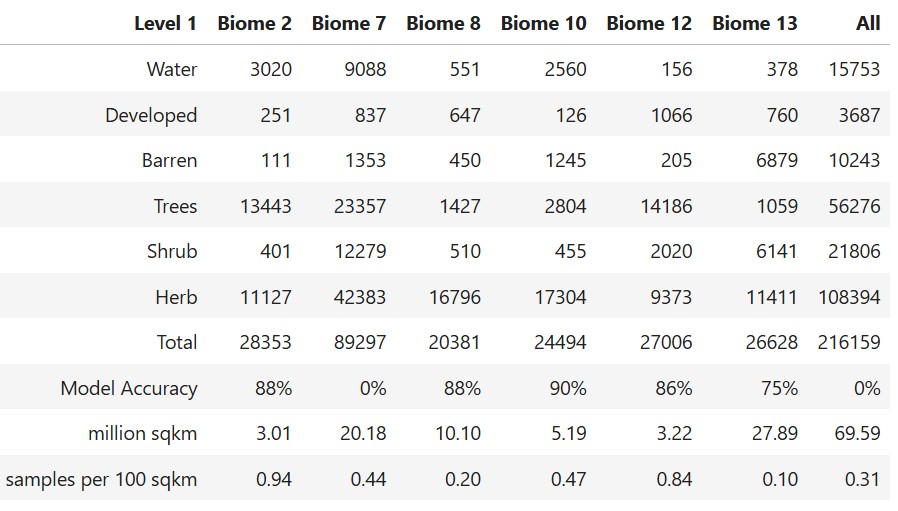 Level 1 Biome 2 Biome 7 Biome 8 Biome 10 Biome 12 Biome 13 All
Water 3020 9088 551 2560 156 378 15753
Developed 251 837 647 126 1066 760 3687
Barren 111 1353 450 1245 205 6879 10243
Trees 13443 23357 1427 2804 14186 1059 56276
Shrub 401 12279 510 455 2020 6141 21806
Herb 11127 42383 16796 17304 9373 11411 108394
Total 28353 89297 20381 24494 27006 26628 216159
Model Accuracy 88% 0% 88% 90% 86% 75% 0%
million sqkm 3.01 20.18 10.10 5.19 3.22 27.89 69.59
samples per 100 sqkm 0.94 0.44 0.20 0.47 0.84 0.10 0.31